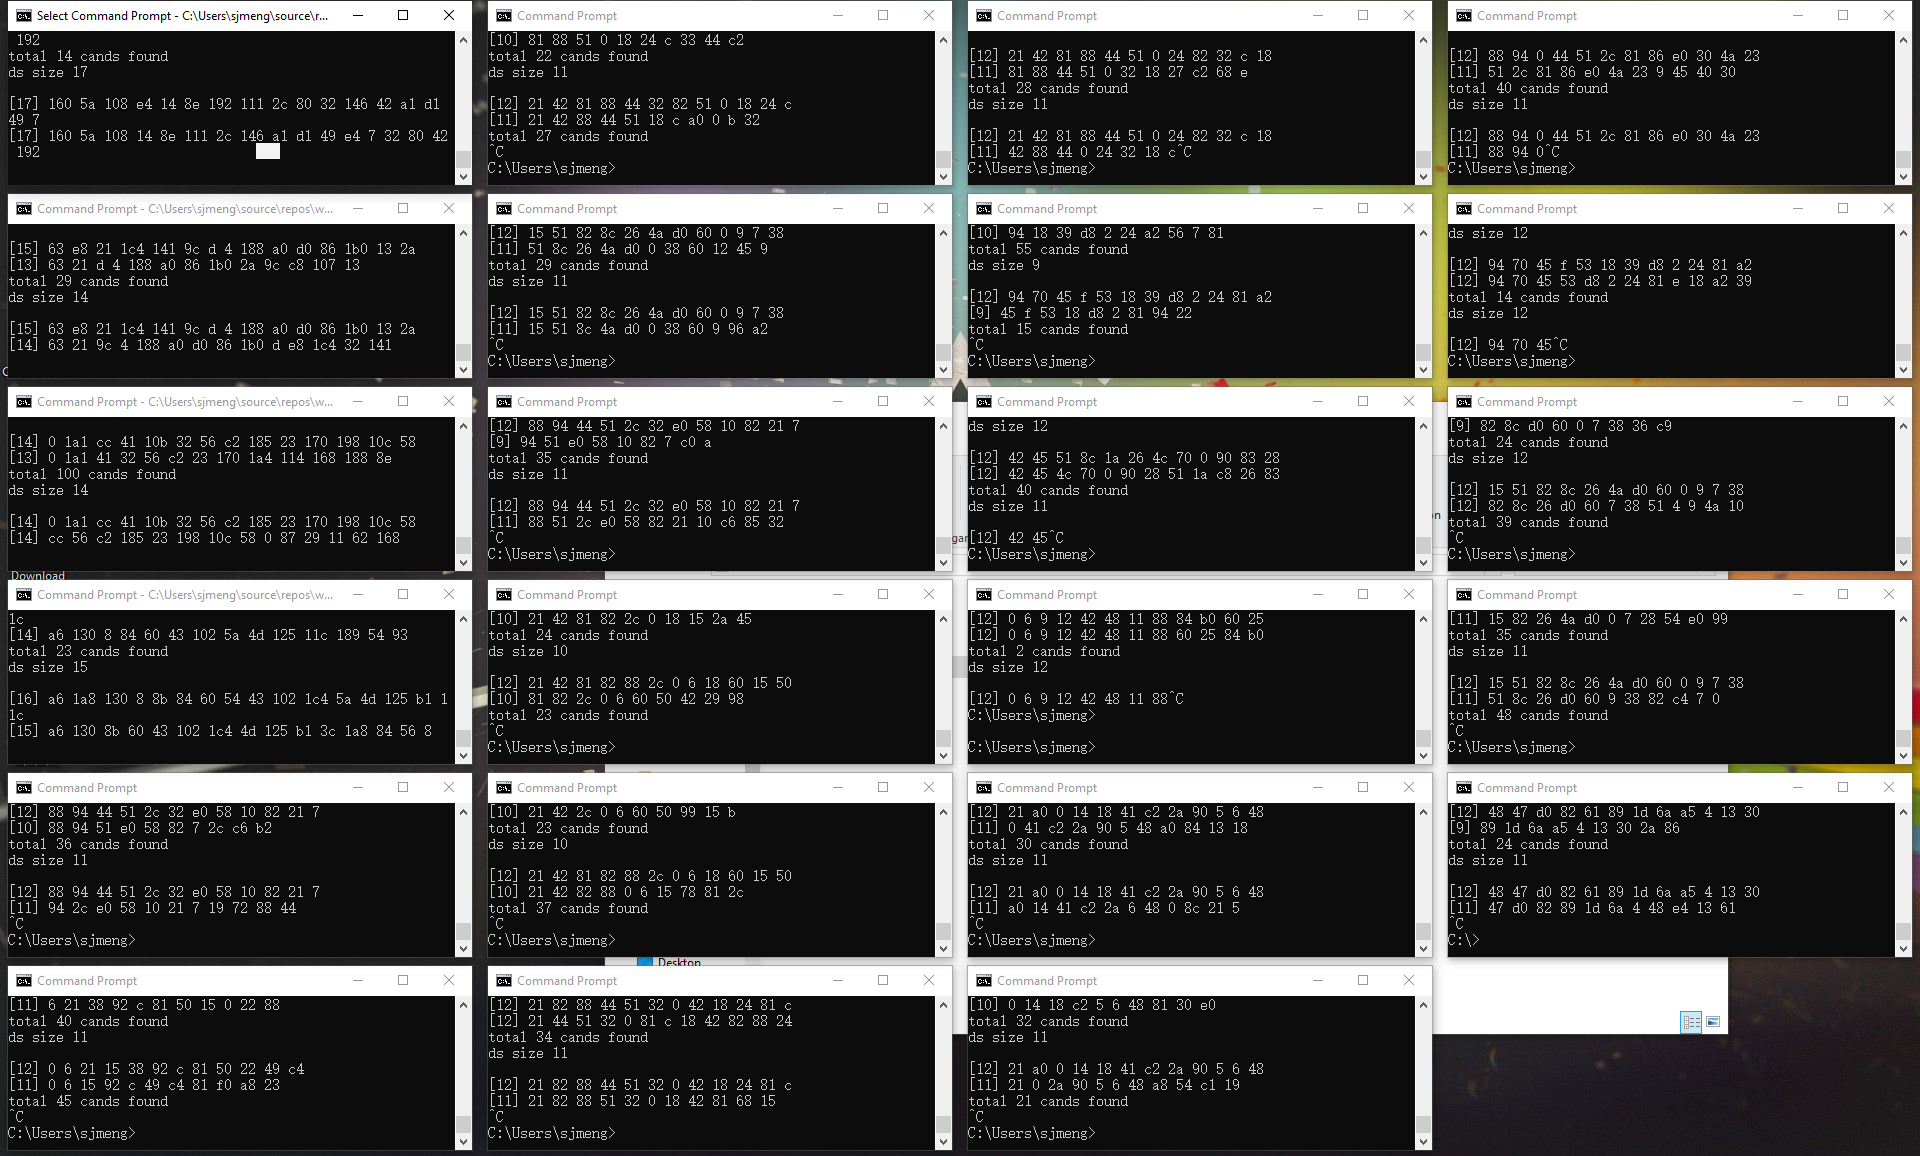 Select Command Prompt - C:\Users\sjmeng\source\r...
 192
total 14 cands found
ds size 17
[17] 160 5a 108 e4 14 8e 192 111 2c 80 32 146 42 a1 d1
49 7
[17] 160 5a 108 14 8e 111 2c 146 a1 d1 49 e4 7 32 80 42
 192
Command Prompt
[10] 81 88 51 0 18 24 c 33 44 c2
total 22 cands found
ds size 11
[12] 21 42 81 88 44 32 82 51 0 18 24 c
[11] 21 42 88 44 51 18 c a0 0 b 32
total 27 cands found
^C
C:\Users\sjmeng>
Command Prompt
[12] 21 42 81 88 44 51 0 24 82 32 c 18
[11] 81 88 44 51 0 32 18 27 c2 68 e
total 28 cands found
ds size 11
[12] 21 42 81 88 44 51 0 24 82 32 c 18
[11] 42 88 44 0 24 32 18 c^C
C:\Users\sjmeng>
Command Prompt
[12] 88 94 0 44 51 2c 81 86 e0 30 4a 23
[11] 51 2c 81 86 e0 4a 23 9 45 40 30
total 40 cands found
ds size 11
[12] 88 94 0 44 51 2c 81 86 e0 30 4a 23
[11] 88 94 0^C
C:\Users\sjmeng>
Command Prompt - C:\Users\sjmeng\source\repos\w...
[15] 63 e8 21 1c4 141 9c d 4 188 a0 d0 86 1b0 13 2a
[13] 63 21 d 4 188 a0 86 1b0 2a 9c c8 107 13
total 29 cands found
ds size 14
[15] 63 e8 21 1c4 141 9c d 4 188 a0 d0 86 1b0 13 2a
[14] 63 21 9c 4 188 a0 d0 86 1b0 d e8 1c4 32 141
Command Prompt
[12] 15 51 82 8c 26 4a d0 60 0 9 7 38
[11] 51 8c 26 4a d0 0 38 60 12 45 9
total 29 cands found
ds size 11
[12] 15 51 82 8c 26 4a d0 60 0 9 7 38
[11] 15 51 8c 4a d0 0 38 60 9 96 a2
^C
C:\Users\sjmeng>
Command Prompt
[10] 94 18 39 d8 2 24 a2 56 7 81
total 55 cands found
ds size 9
[12] 94 70 45 f 53 18 39 d8 2 24 81 a2
[9] 45 f 53 18 d8 2 81 94 22
total 15 cands found
^C
C:\Users\sjmeng>
Command Prompt
ds size 12
[12] 94 70 45 f 53 18 39 d8 2 24 81 a2
[12] 94 70 45 53 d8 2 24 81 e 18 a2 39
total 14 cands found
ds size 12
[12] 94 70 45^C
C:\Users\sjmeng>
Command Prompt - C:\Users\sjmeng\source\repos\w...
[14] 0 1a1 cc 41 10b 32 56 c2 185 23 170 198 10c 58
[13] 0 1a1 41 32 56 c2 23 170 1a4 114 168 188 8e
total 100 cands found
ds size 14
[14] 0 1a1 cc 41 10b 32 56 c2 185 23 170 198 10c 58
[14] cc 56 c2 185 23 198 10c 58 0 87 29 11 62 168
Command Prompt
[12] 88 94 44 51 2c 32 e0 58 10 82 21 7
[9] 94 51 e0 58 10 82 7 c0 a
total 35 cands found
ds size 11
[12] 88 94 44 51 2c 32 e0 58 10 82 21 7
[11] 88 51 2c e0 58 82 21 10 c6 85 32
^C
C:\Users\sjmeng>
Command Prompt
ds size 12
[12] 42 45 51 8c 1a 26 4c 70 0 90 83 28
[12] 42 45 4c 70 0 90 28 51 1a c8 26 83
total 40 cands found
ds size 11
[12] 42 45^C
C:\Users\sjmeng>
on
Command Prompt
[9] 82 8c d0 60 0 7 38 36 c9
total 24 cands found
ds size 12
[12] 15 51 82 8c 26 4a d0 60 0 9 7 38
[12] 82 8c 26 d0 60 7 38 51 4 9 4a 10
total 39 cands found
^C
C:\Users\sjmeng>
Download
Command Prompt - C:\Users\sjmeng\source\repos\w...
1c
[14] a6 130 8 84 60 43 102 5a 4d 125 11c 189 54 93
total 23 cands found
ds size 15
[16] a6 1a8 130 8 8b 84 60 54 43 102 1c4 5a 4d 125 b1 1
1c
[15] a6 130 8b 60 43 102 1c4 4d 125 b1 3c 1a8 84 56 8
Command Prompt
[10] 21 42 81 82 2c 0 18 15 2a 45
total 24 cands found
ds size 10
[12] 21 42 81 82 88 2c 0 6 18 60 15 50
[10] 81 82 2c 0 6 60 50 42 29 98
total 23 cands found
^C
C:\Users\sjmeng>
Command Prompt
[12] 0 6 9 12 42 48 11 88 84 b0 60 25
[12] 0 6 9 12 42 48 11 88 60 25 84 b0
total 2 cands found
ds size 12
[12] 0 6 9 12 42 48 11 88^C
C:\Users\sjmeng>
C:\Users\sjmeng>
Command Prompt
[11] 15 82 26 4a d0 0 7 28 54 e0 99
total 35 cands found
ds size 11
[12] 15 51 82 8c 26 4a d0 60 0 9 7 38
[11] 51 8c 26 d0 60 9 38 82 c4 7 0
total 48 cands found
^C
C:\Users\sjmeng>
Command Prompt
[12] 88 94 44 51 2c 32 e0 58 10 82 21 7
[10] 88 94 51 e0 58 82 7 2c c6 b2
total 36 cands found
ds size 11
[12] 88 94 44 51 2c 32 e0 58 10 82 21 7
[11] 94 2c e0 58 10 21 7 19 72 88 44
^C
C:\Users\sjmeng>
Command Prompt
[10] 21 42 2c 0 6 60 50 99 15 b
total 23 cands found
ds size 10
[12] 21 42 81 82 88 2c 0 6 18 60 15 50
[10] 21 42 82 88 0 6 15 78 81 2c
total 37 cands found
^C
C:\Users\sjmeng>
Command Prompt
[12] 21 a0 0 14 18 41 c2 2a 90 5 6 48
[11] 0 41 c2 2a 90 5 48 a0 84 13 18
total 30 cands found
ds size 11
[12] 21 a0 0 14 18 41 c2 2a 90 5 6 48
[11] a0 14 41 c2 2a 6 48 0 8c 21 5
^C
C:\Users\sjmeng>
Command Prompt
[12] 48 47 d0 82 61 89 1d 6a a5 4 13 30
[9] 89 1d 6a a5 4 13 30 2a 86
total 24 cands found
ds size 11
[12] 48 47 d0 82 61 89 1d 6a a5 4 13 30
[11] 47 d0 82 89 1d 6a 4 48 e4 13 61
^C
C:\>
Desktop
Command Prompt
[11] 6 21 38 92 c 81 50 15 0 22 88
total 40 cands found
ds size 11
[12] 0 6 21 15 38 92 c 81 50 22 49 c4
[11] 0 6 15 92 c 49 c4 81 f0 a8 23
total 45 cands found
^C
C:\Users\sjmeng>
Command Prompt
[12] 21 82 88 44 51 32 0 42 18 24 81 c
[12] 21 44 51 32 0 81 c 18 42 82 88 24
total 34 cands found
ds size 11
[12] 21 82 88 44 51 32 0 42 18 24 81 c
[11] 21 82 88 51 32 0 18 42 81 68 15
^C
C:\Users\sjmeng>
Command Prompt
[10] 0 14 18 c2 5 6 48 81 30 e0
total 32 cands found
ds size 11
[12] 21 a0 0 14 18 41 c2 2a 90 5 6 48
[11] 21 0 2a 90 5 6 48 a8 54 c1 19
total 21 cands found
^C
C:\Users\sjmeng>